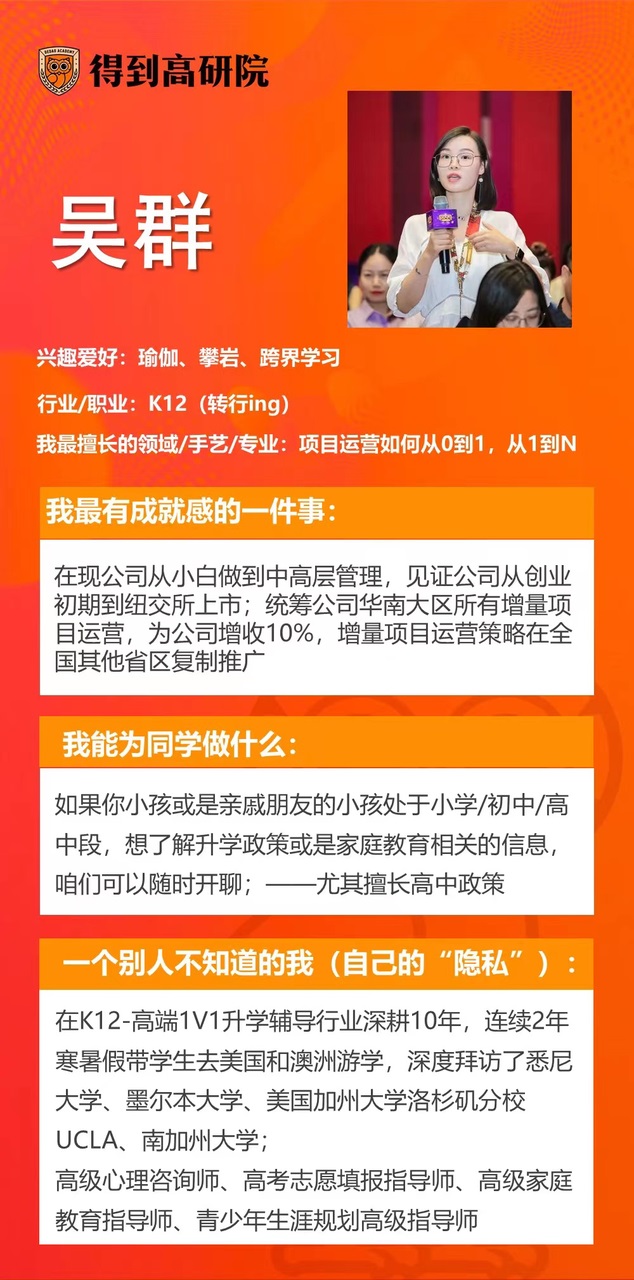 DEDAO ACADEMY
得到高研院
吴群
兴趣爱好：瑜伽、攀岩、跨界学习
行业/职业：K12（转行ing）
我最擅长的领域/手艺/专业：项目运营如何从0到1，从1到N
我最有成就感的一件事：
在现公司从小白做到中高层管理，见证公司从创业
初期到纽交所上市；统筹公司华南大区所有增量项
目运营，为公司增收10%，增量项目运营策略在全
国其他省区复制推广
我能为同学做什么：
如果你小孩或是亲戚朋友的小孩处于小学/初中/高
中段，想了解升学政策或是家庭教育相关的信息，
咱们可以随时开聊；——尤其擅长高中政策
一个别人不知道的我（自己的“隐私”）：
在K12-高端1V1升学辅导行业深耕10年，连续2年
寒暑假带学生去美国和澳洲游学，深度拜访了悉尼
大学、墨尔本大学、美国加州大学洛杉矶分校
UCLA、南加州大学；
高级心理咨询师、高考志愿填报指导师、高级家庭
教育指导师、青少年生涯规划高级指导师